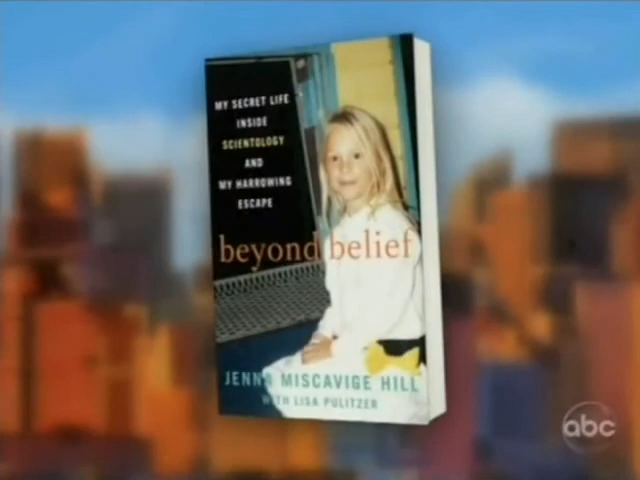 MY SECRET LIFE
INSIDE
SCIENTOLOGY
AND
MY HARROWING
ESCAPE
beyond belief
JENNA MISCAVIGE HILL
WITH LISA PULITZER
abc